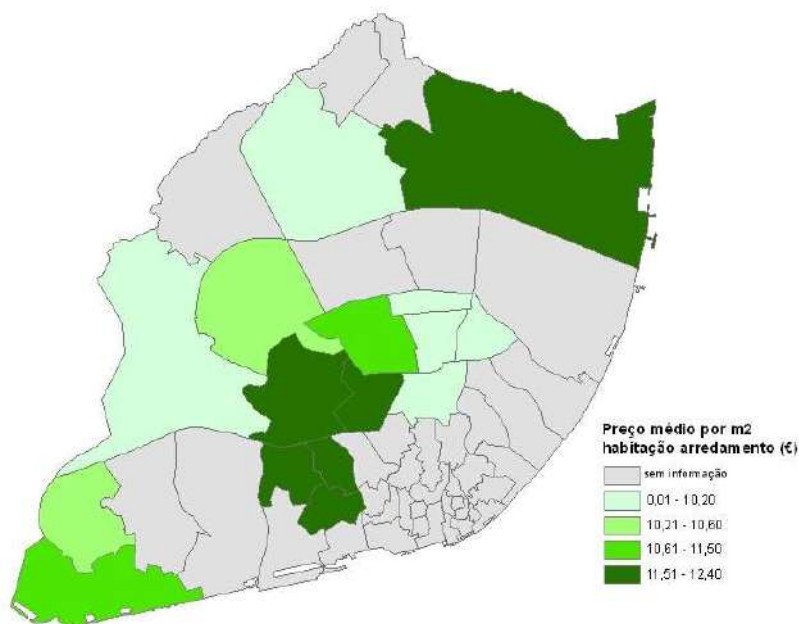 Preço médio por m2
habitação arredamento (€)
sem informação
0,01 - 10,20
10,21 - 10,60
10,61 - 11,50
11,51 - 12,40